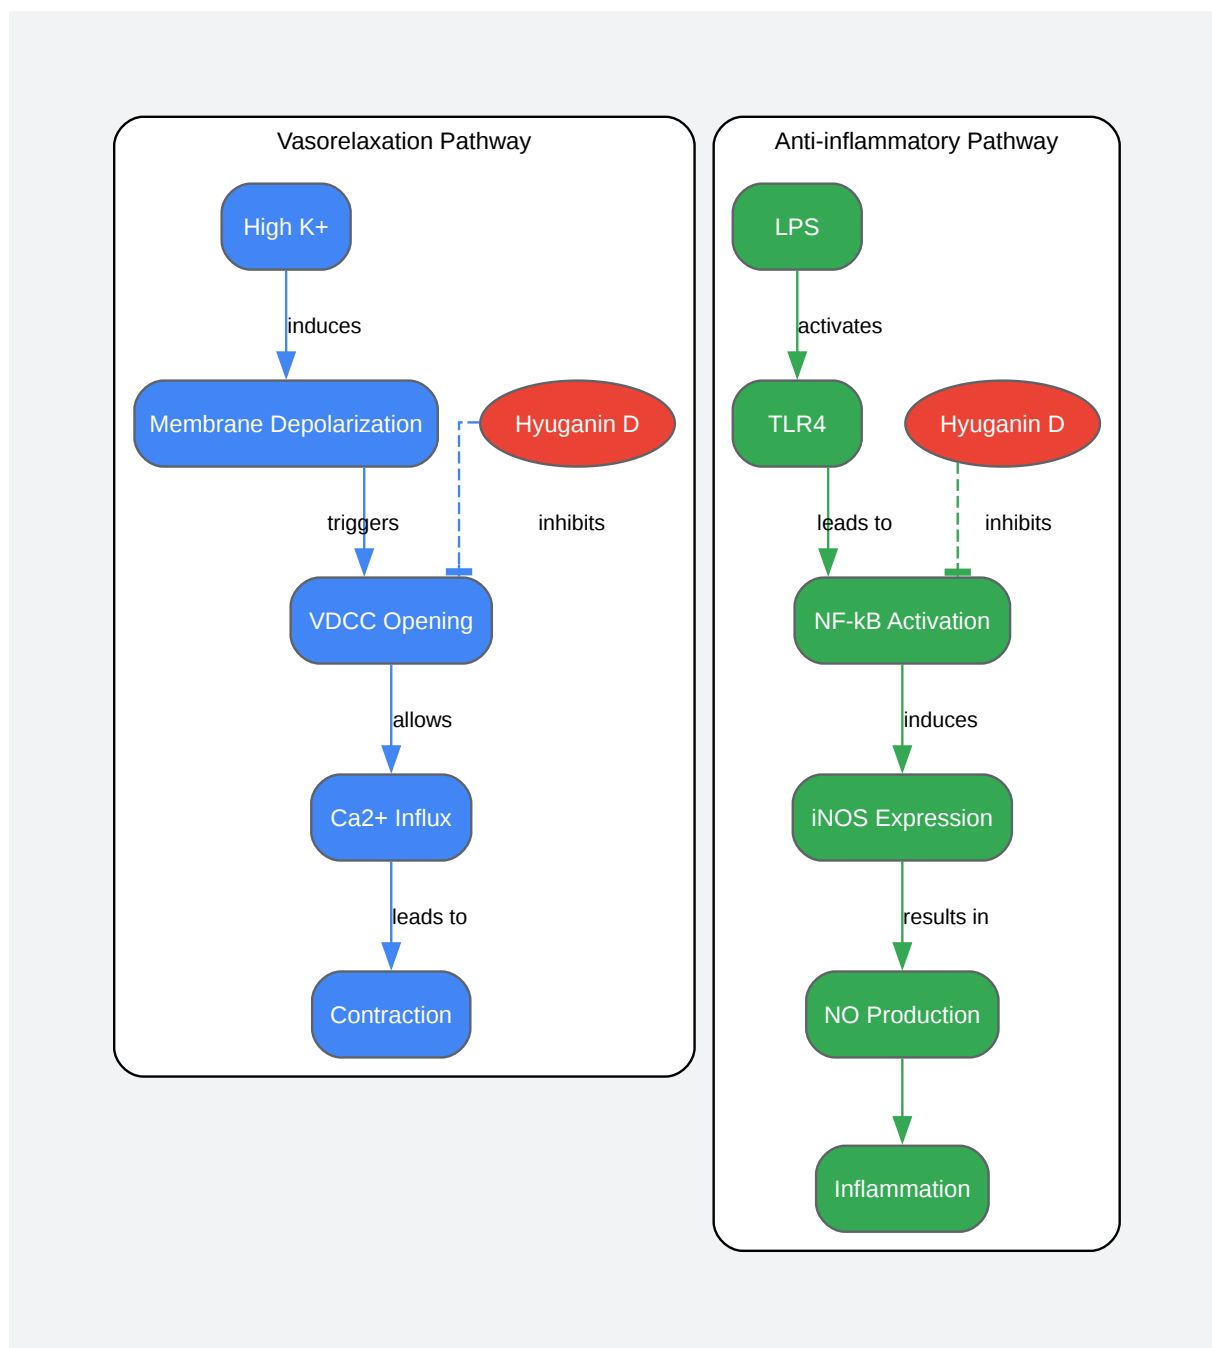 Vasorelaxation Pathway
High K+
induces
Membrane Depolarization
Hyuganin D
triggers
inhibits
VDCC Opening
allows
Ca2+ Influx
leads to
Contraction
Anti-inflammatory Pathway
LPS
activates
TLR4
Hyuganin D
leads to
inhibits
NF-kB Activation
induces
iNOS Expression
results in
NO Production
Inflammation